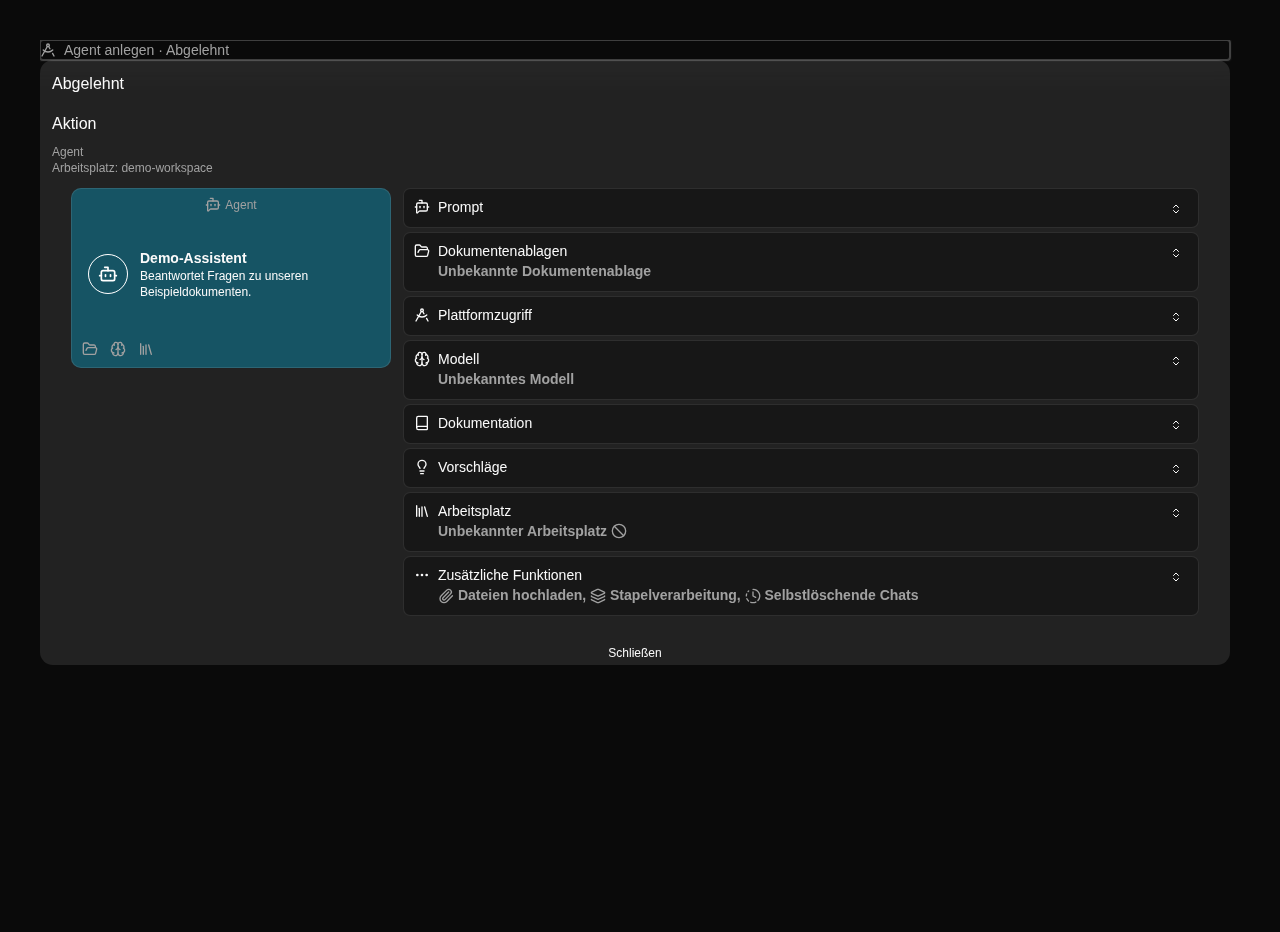 Agent anlegen · Abgelehnt
Abgelehnt
Aktion
Agent
Arbeitsplatz: demo-workspace
Agent
Demo-Assistent
Beantwortet Fragen zu unseren
Beispieldokumenten.
Prompt
Dokumentenablagen
Unbekannte Dokumentenablage
Plattformzugriff
Modell
Unbekanntes Modell
Dokumentation
Vorschläge
Arbeitsplatz
Unbekannter Arbeitsplatz
Zusätzliche Funktionen
Dateien hochladen, Stapelverarbeitung, Selbstlöschende Chats
Schließen